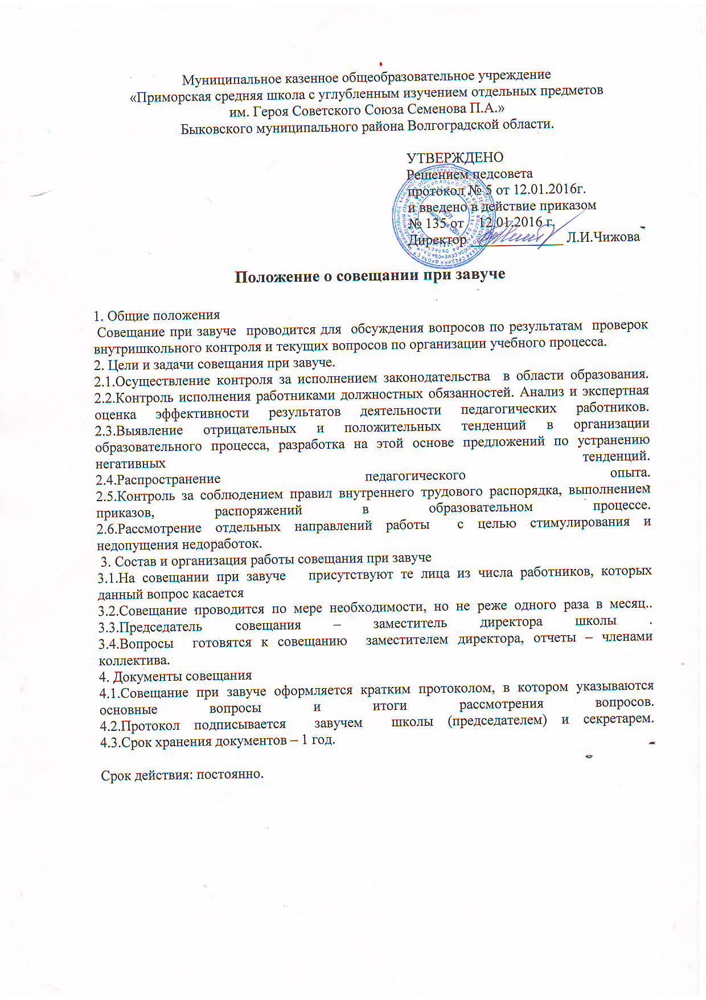 Муниципальное казенное общеобразовательное учреждение
«Приморская средняя школа с углубленным изучением отдельных предметов
им. Героя Советского Союза Семенова П.А.»
Быковского муниципального района Волгоградской области.
УТВЕРЖДЕНО
Решением педсовета
протокол № 5 от 12.01.2016г.
и введено в действие приказом
№ 135 от 12.01.2016 г.
Директор _____________ Л.И.Чижова
Положение о совещании при завуче
1. Общие положения
Совещание при завуче проводится для обсуждения вопросов по результатам проверок
внутришкольного контроля и текущих вопросов по организации учебного процесса.
2. Цели и задачи совещания при завуче.
2.1.Осуществление контроля за исполнением законодательства в области образования.
2.2.Контроль исполнения работниками должностных обязанностей. Анализ и экспертная
оценка эффективности результатов деятельности педагогических работников.
2.3.Выявление отрицательных и положительных тенденций в организации
образовательного процесса, разработка на этой основе предложений по устранению
негативных тенденций.
2.4.Распространение педагогического опыта.
2.5.Контроль за соблюдением правил внутреннего трудового распорядка, выполнением
приказов, распоряжений в образовательном процессе.
2.6.Рассмотрение отдельных направлений работы с целью стимулирования и
недопущения недоработок.
3. Состав и организация работы совещания при завуче
3.1.На совещании при завуче присутствуют те лица из числа работников, которых
данный вопрос касается
3.2.Совещание проводится по мере необходимости, но не реже одного раза в месяц..
3.3.Председатель совещания – заместитель директора школы .
3.4.Вопросы готовятся к совещанию заместителем директора, отчеты – членами
коллектива.
4. Документы совещания
4.1.Совещание при завуче оформляется кратким протоколом, в котором указываются
основные вопросы и итоги рассмотрения вопросов.
4.2.Протокол подписывается завучем школы (председателем) и секретарем.
4.3.Срок хранения документов – 1 год.
Срок действия: постоянно.